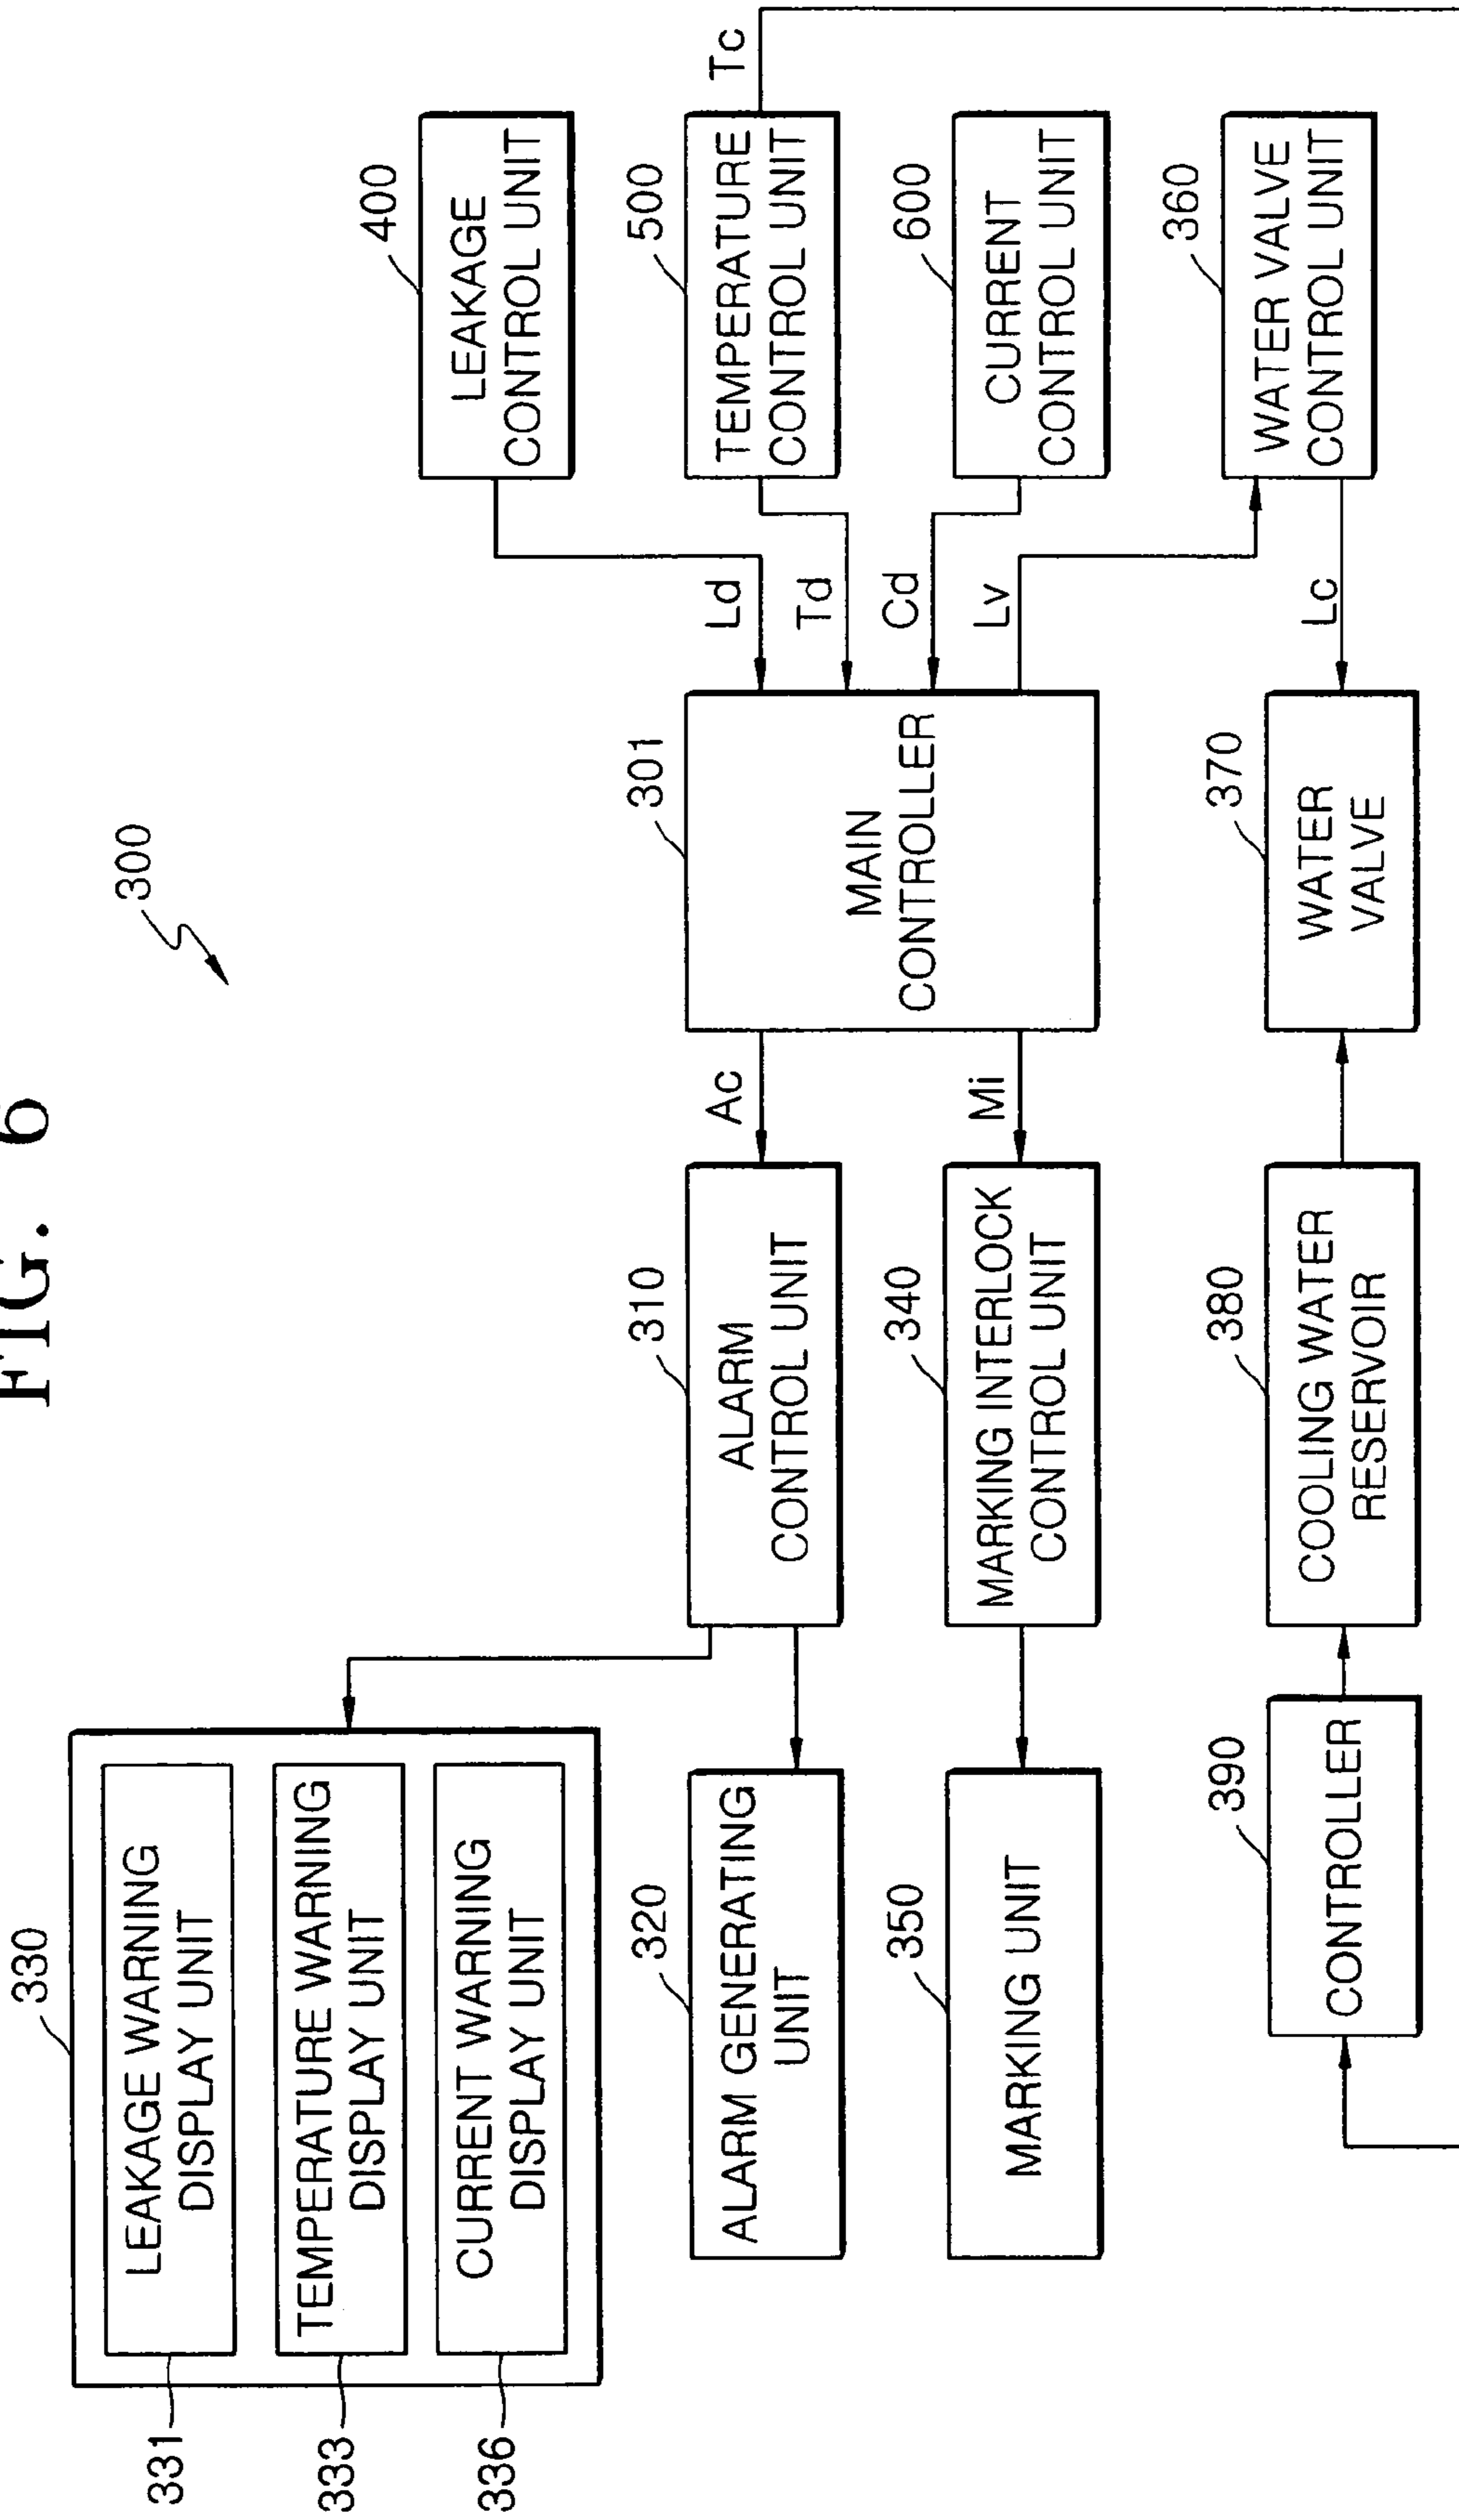 FIG. 6
300
330
LEAKAGE WARNING
DISPLAY UNIT
331
TEMPERATURE WARNING
DISPLAY UNIT
333
CURRENT WARNING
DISPLAY UNIT
336
400
LEAKAGE
CONTROL UNIT
320
ALARM GENERATING
UNIT
310
ALARM
CONTROL UNIT
Ac
301
MAIN
CONTROLLER
Ld
Td
Cd
Lv
500
TEMPERATURE
CONTROL UNIT
Tc
350
MARKING UNIT
340
MARKING INTERLOCK
CONTROL UNIT
Mi
600
CURRENT
CONTROL UNIT
390
CONTROLLER
380
COOLING WATER
RESERVOIR
370
WATER
VALVE
Lc
360
WATER VALVE
CONTROL UNIT